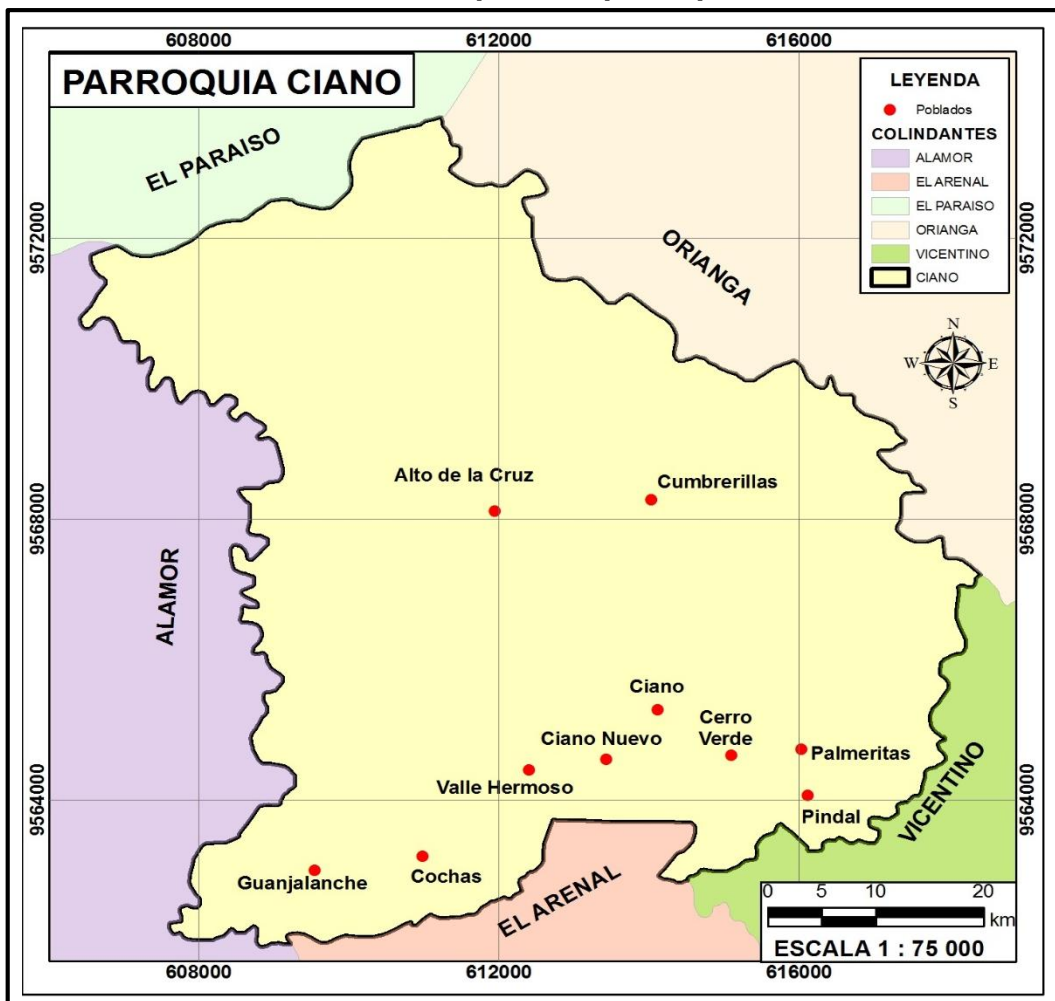 608000
612000
616000
PARROQUIA CIANO
LEYENDA
Poblados
COLINDANTES
ALAMOR
EL ARENAL
EL PARAISO
ORIANGA
VICENTINO
CIANO
EL PARAISO
ORIANGA
9572000
9572000
N
W
E
S
Alto de la Cruz
Cumbrerillas
9568000
9568000
ALAMOR
Ciano
Cerro
Verde
Ciano Nuevo
Palmeritas
Valle Hermoso
Pindal
VICENTINO
9564000
9564000
Guanjalanche
Cochas
EL ARENAL
0 5 10 20
km
ESCALA 1 : 75 000
608000
612000
616000